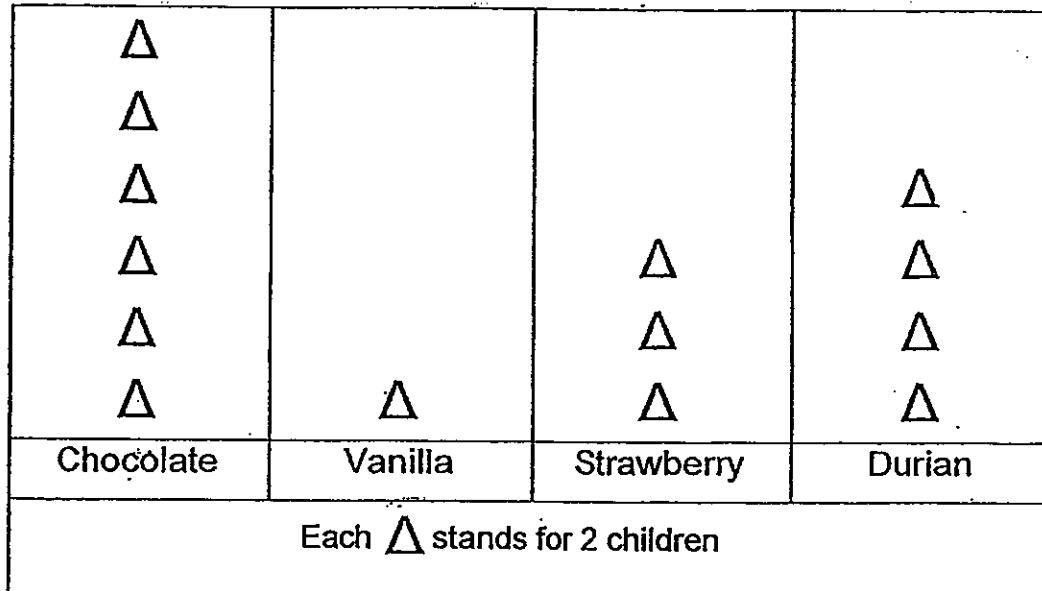 Chocolate Vanilla Strawberry Durian
Each Δ stands for 2 children